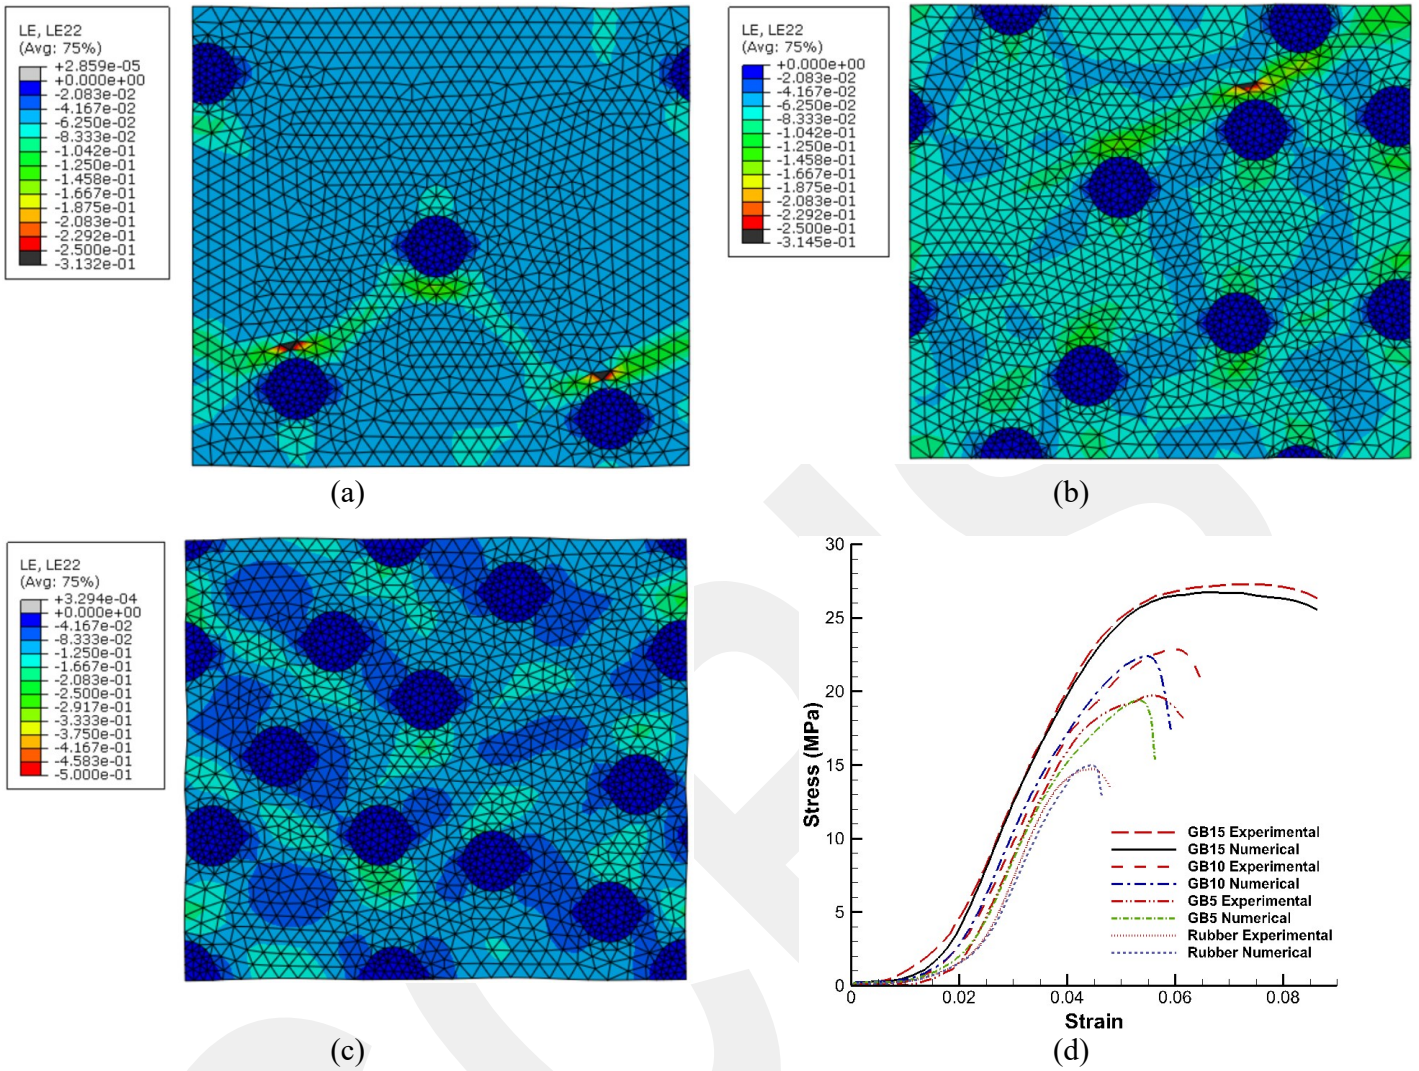 LE, LE22
(Avg: 75%)
+2.859e-05
+0.000e+00
-2.083e-02
-4.167e-02
-6.250e-02
-8.333e-02
-1.042e-01
-1.250e-01
-1.458e-01
-1.667e-01
-1.875e-01
-2.083e-01
-2.292e-01
-2.500e-01
-3.132e-01
(a)
LE, LE22
(Avg: 75%)
+0.000e+00
-2.083e-02
-4.167e-02
-6.250e-02
-8.333e-02
-1.042e-01
-1.250e-01
-1.458e-01
-1.667e-01
-1.875e-01
-2.083e-01
-2.292e-01
-2.500e-01
-3.145e-01
(b)
LE, LE22
(Avg: 75%)
+3.294e-04
+0.000e+00
-4.167e-02
-8.333e-02
-1.250e-01
-1.667e-01
-2.083e-01
-2.500e-01
-2.917e-01
-3.333e-01
-3.750e-01
-4.167e-01
-4.583e-01
-5.000e-01
(c)
30
25
20
15
10
5
0
Stress (MPa)
GB15 Experimental
GB15 Numerical
GB10 Experimental
GB10 Numerical
GB5 Experimental
GB5 Numerical
Rubber Experimental
Rubber Numerical
0 0.02 0.04 0.06 0.08
Strain
(d)